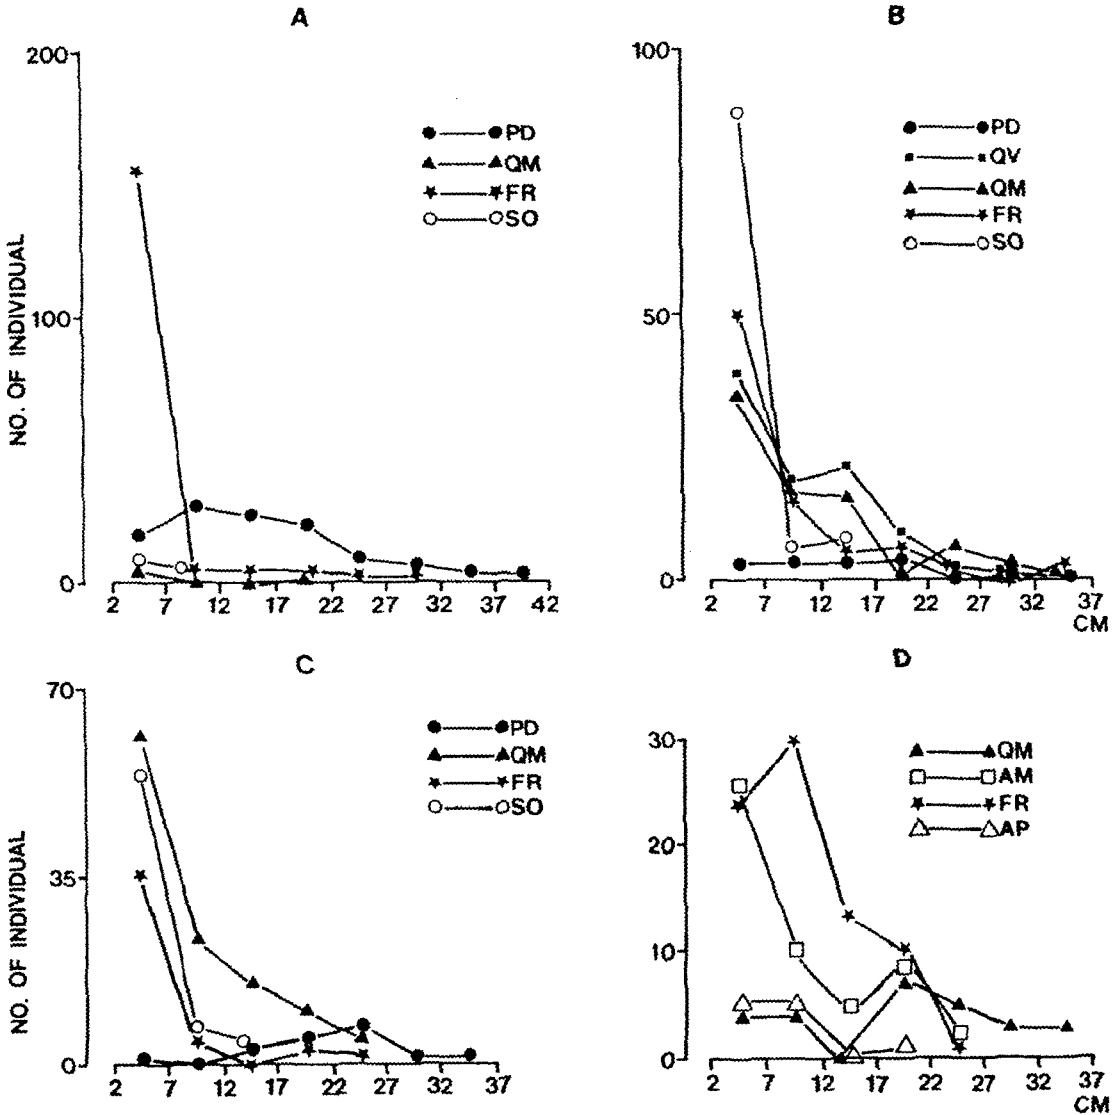 A
200
100
0
NO. OF INDIVIDUAL
PD
QM
FR
SO
2 7 12 17 22 27 32 37 42
B
100
50
0
PD
QV
QM
FR
SO
2 7 12 17 22 27 32 37
CM
C
70
35
0
NO. OF INDIVIDUAL
PD
QM
FR
SO
2 7 12 17 22 27 32 37
D
30
20
10
0
QM
AM
FR
AP
2 7 12 17 22 27 32 37
CM